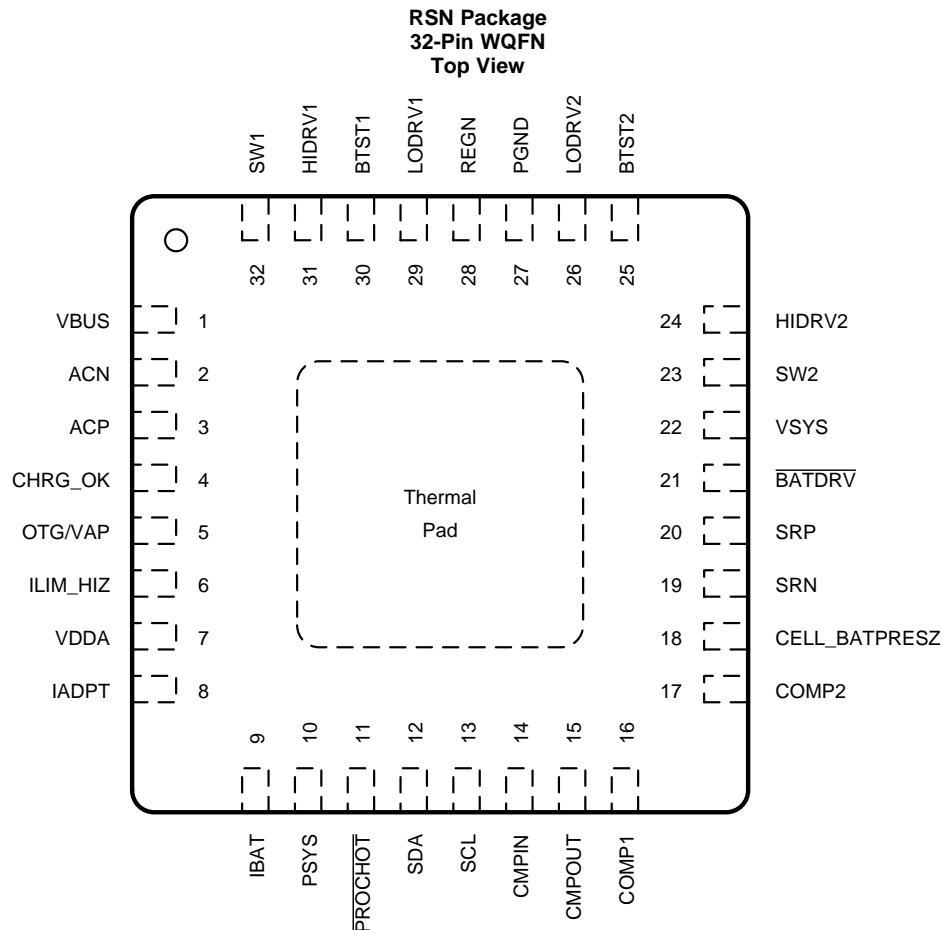 RSN Package
32-Pin WQFN
Top View
SW1
HIDRV1
BTST1
LODRV1
REGN
PGND
LODRV2
BTST2
32
31
30
29
28
27
26
25
VBUS 1
ACN 2
ACP 3
CHRG_OK 4
OTG/VAP 5
ILIM_HIZ 6
VDDA 7
IADPT 8
24 HIDRV2
23 SW2
22 VSYS
21 BATDRV
20 SRP
19 SRN
18 CELL_BATPRESZ
17 COMP2
Thermal
Pad
9
10
11
12
13
14
15
16
IBAT
PSYS
PROCHOT
SDA
SCL
CMPIN
CMPOUT
COMP1